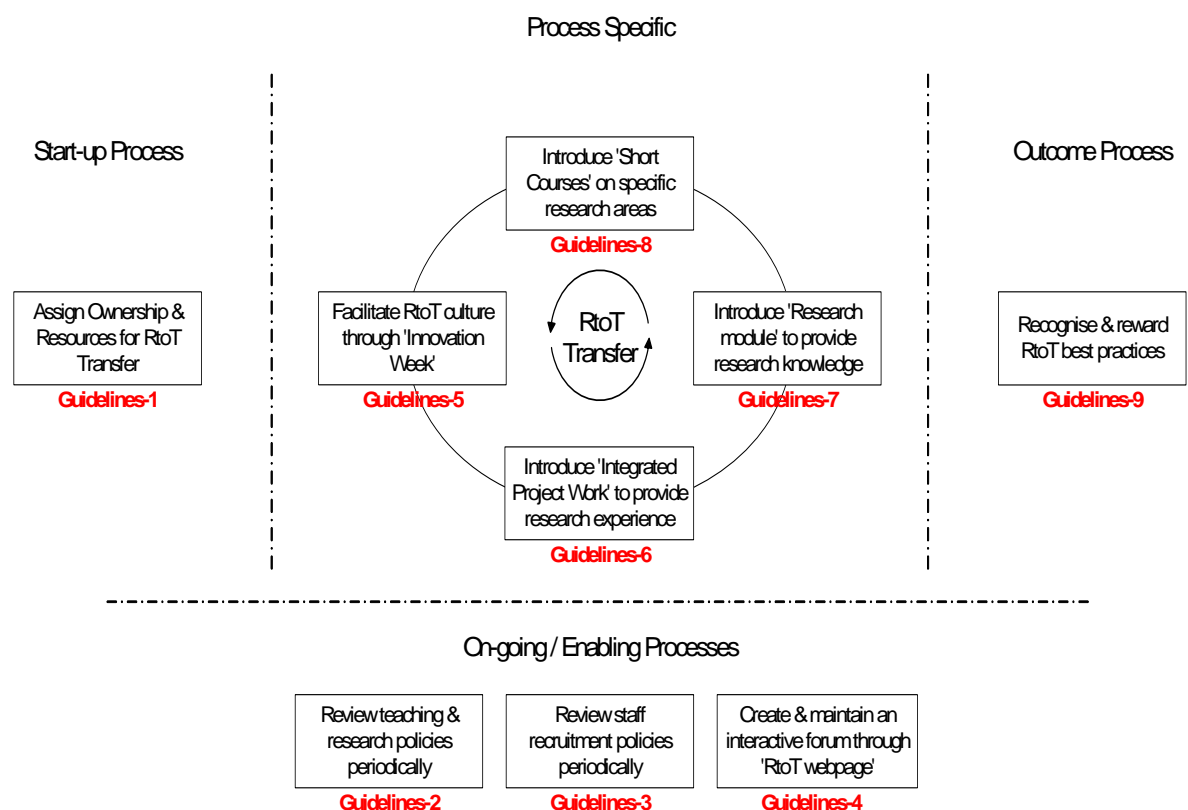 Process Specific
Start-up Process
Outcome Process
Introduce 'Short
Courses' on specific
research areas
Guidelines-8
Assign Ownership &
Resources for RtoT
Transfer
Guidelines-1
Facilitate RtoT culture
through 'Innovation
Week'
Guidelines-5
RtoT
Transfer
Introduce 'Research
module' to provide
research knowledge
Guidelines-7
Recognise & reward
RtoT best practices
Guidelines-9
Introduce 'Integrated
Project Work' to provide
research experience
Guidelines-6
On-going / Enabling Processes
Review teaching &
research policies
periodically
Guidelines-2
Review staff
recruitment policies
periodically
Guidelines-3
Create & maintain an
interactive forum through
'RtoT webpage'
Guidelines-4